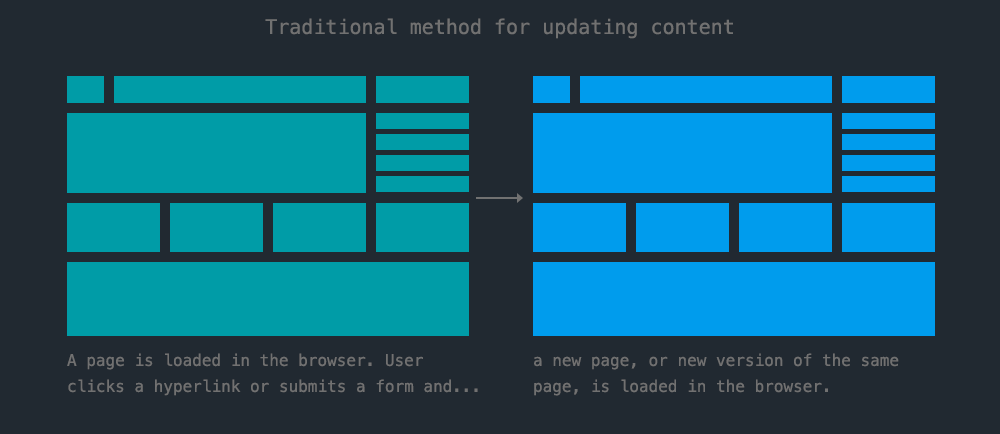 Traditional method for updating content
A page is loaded in the browser. User
clicks a hyperlink or submits a form and...
a new page, or new version of the same
page, is loaded in the browser.